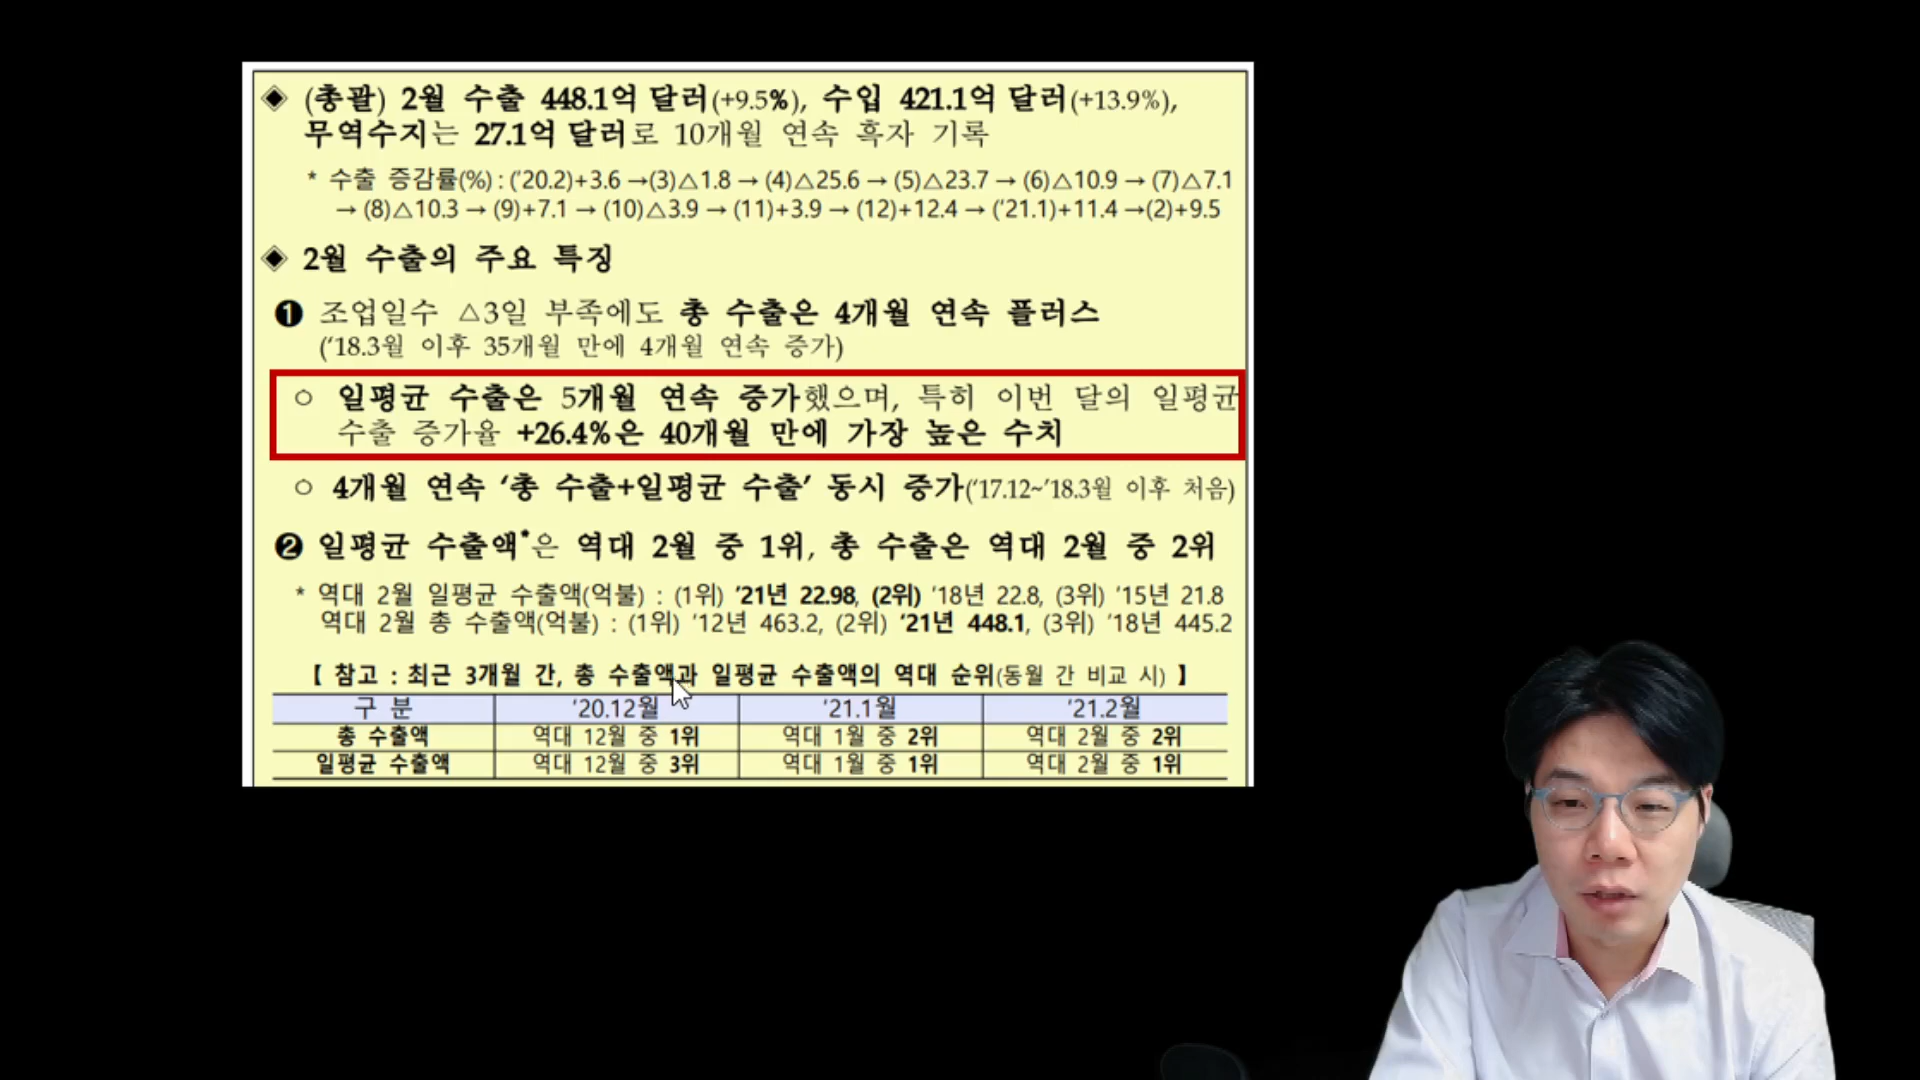 ◈ (총괄) 2월 수출 448.1억 달러(+9.5%), 수입 421.1억 달러(+13.9%),
무역수지는 27.1억 달러로 10개월 연속 흑자 기록
* 수출 증감률(%) : (‘20.2)+3.6 →(3)△1.8 → (4)△25.6 → (5)△23.7 → (6)△10.9 → (7)△7.1
→ (8)△10.3 → (9)+7.1 → (10)△3.9 → (11)+3.9 → (12)+12.4 → (‘21.1)+11.4 →(2)+9.5
◈ 2월 수출의 주요 특징
❶ 조업일수 △3일 부족에도 총 수출은 4개월 연속 플러스
(‘18.3월 이후 35개월 만에 4개월 연속 증가)
○ 일평균 수출은 5개월 연속 증가했으며, 특히 이번 달의 일평균
수출 증가율 +26.4%은 40개월 만에 가장 높은 수치
○ 4개월 연속 ‘총 수출+일평균 수출’ 동시 증가(‘17.12~’18.3월 이후 처음)
❷ 일평균 수출액*은 역대 2월 중 1위, 총 수출은 역대 2월 중 2위
* 역대 2월 일평균 수출액(억불) : (1위) ‘21년 22.98, (2위) ‘18년 22.8, (3위) ‘15년 21.8
역대 2월 총 수출액(억불) : (1위) ‘12년 463.2, (2위) ‘21년 448.1, (3위) ‘18년 445.2
【 참고 : 최근 3개월 간, 총 수출액과 일평균 수출액의 역대 순위(동월 간 비교 시) 】
구 분 ‘20.12월 ‘21.1월 ‘21.2월
총 수출액 역대 12월 중 1위 역대 1월 중 2위 역대 2월 중 2위
일평균 수출액 역대 12월 중 3위 역대 1월 중 1위 역대 2월 중 1위